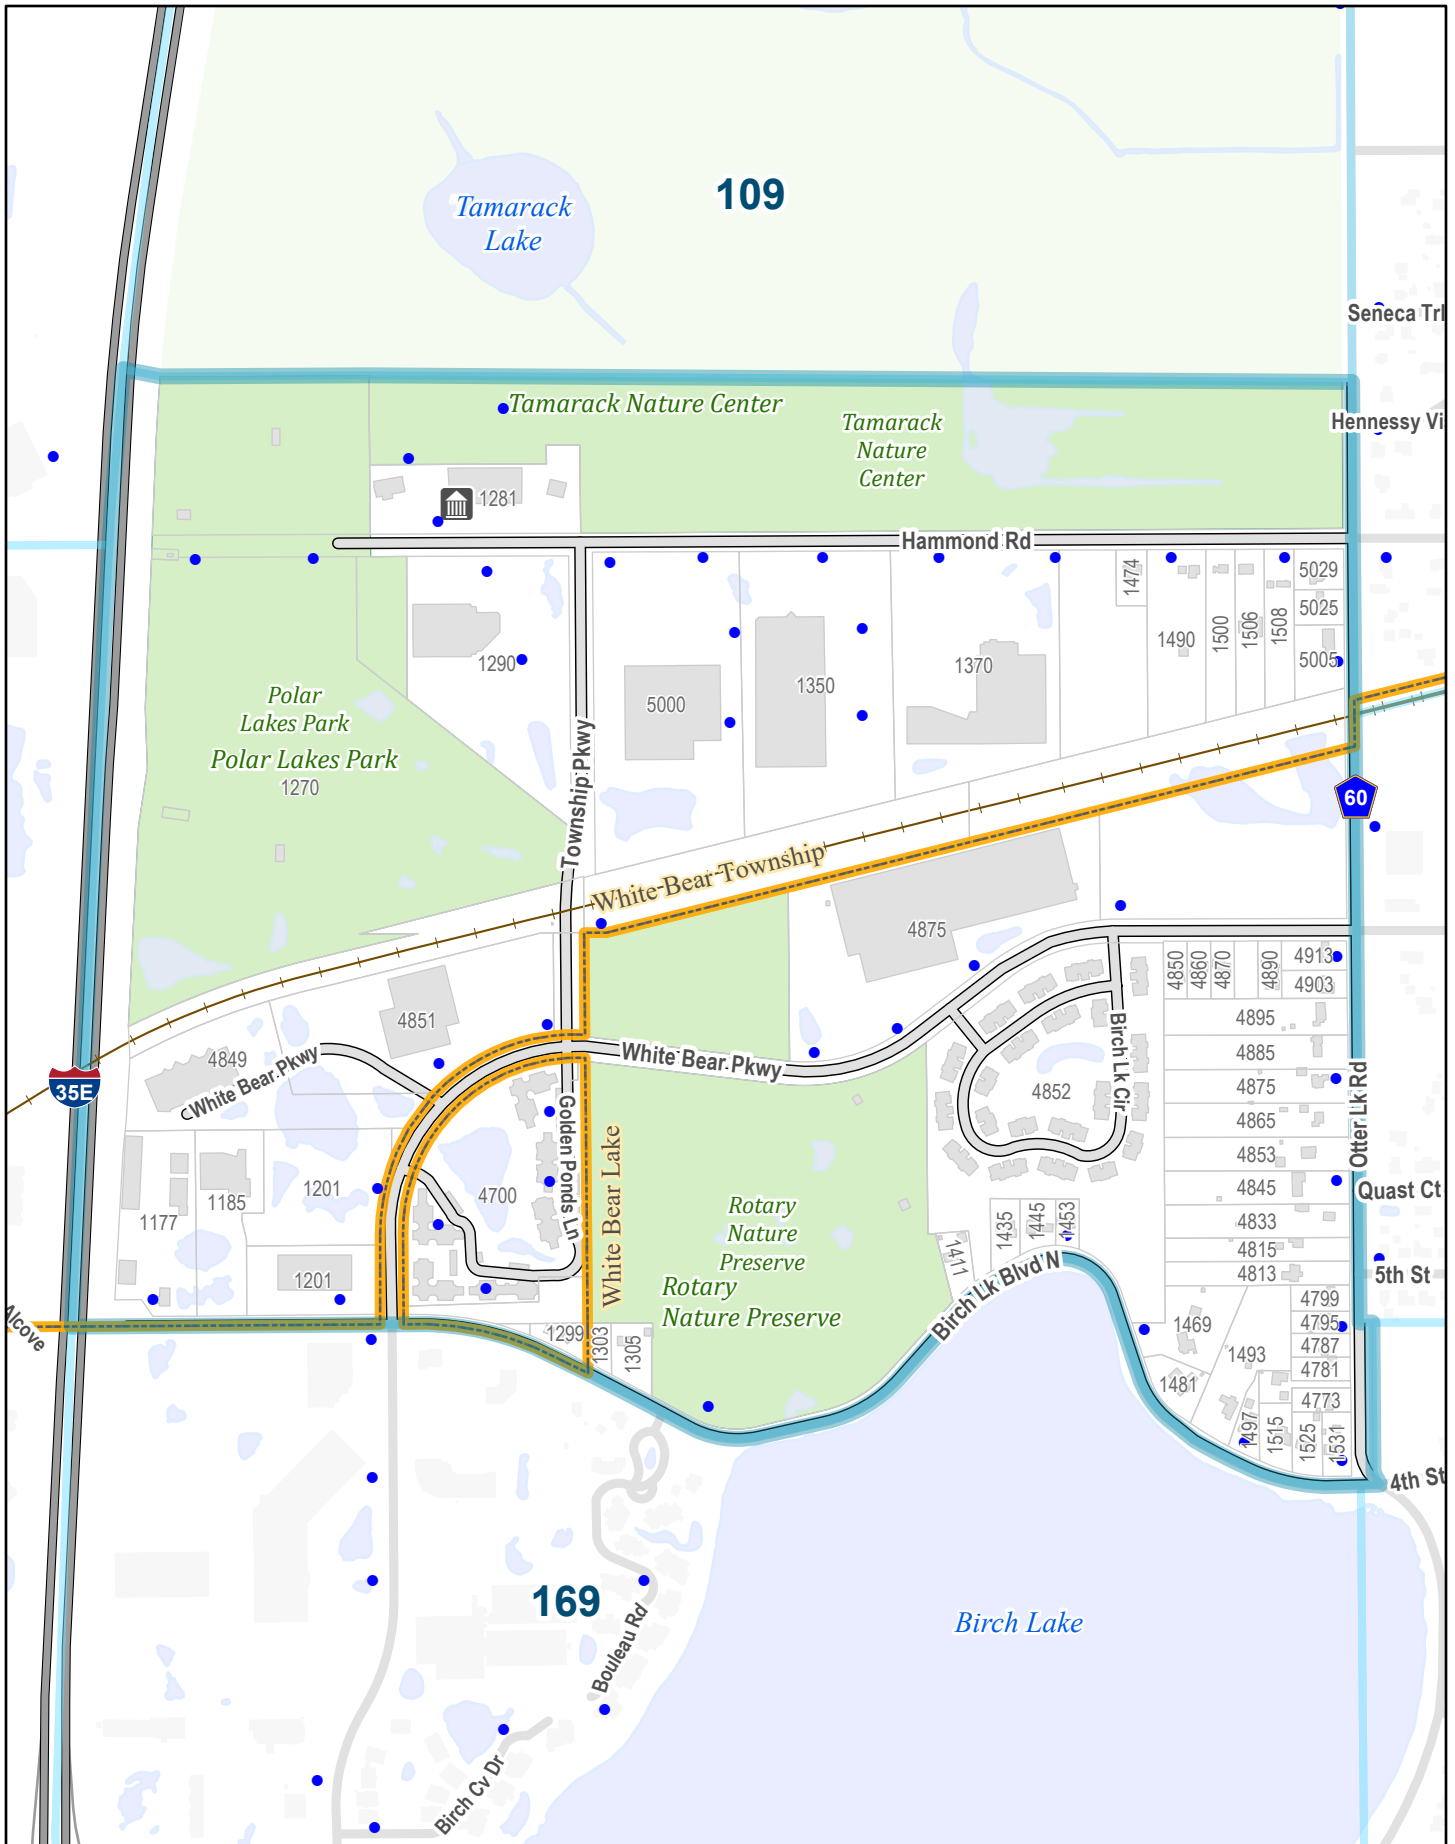 109
Tamarack
Lake
Seneca Trl
Tamarack Nature Center
Tamarack
Nature
Center
Hennessy Vi
1281
Hammond Rd
1474
5029
5025
5005
1490
1500
1506
1508
1290
5000
1350
1370
Polar
Lakes Park
Polar Lakes Park
1270
Township Pkwy
60
White Bear Township
4875
4851
4849
White Bear Pkwy
White Bear Pkwy
35E
4850
4860
4870
4890
4913
4903
4895
4885
4875
4865
4853
4845
4833
4815
4813
Birch Lk Cir
4852
Otter Lk Rd
Quast Ct
5th St
Golden Ponds Ln
White Bear Lake
4700
1177
1185
1201
1201
Rotary
Nature
Preserve
Rotary
Nature Preserve
1411
1435
1445
1453
Birch Lk Blvd N
Alcove
1299
1303
1305
1469
1481
1493
1497
1515
1525
1531
4799
4795
4787
4781
4773
4th St
169
Bouleau Rd
Birch Cv Dr
Birch Lake